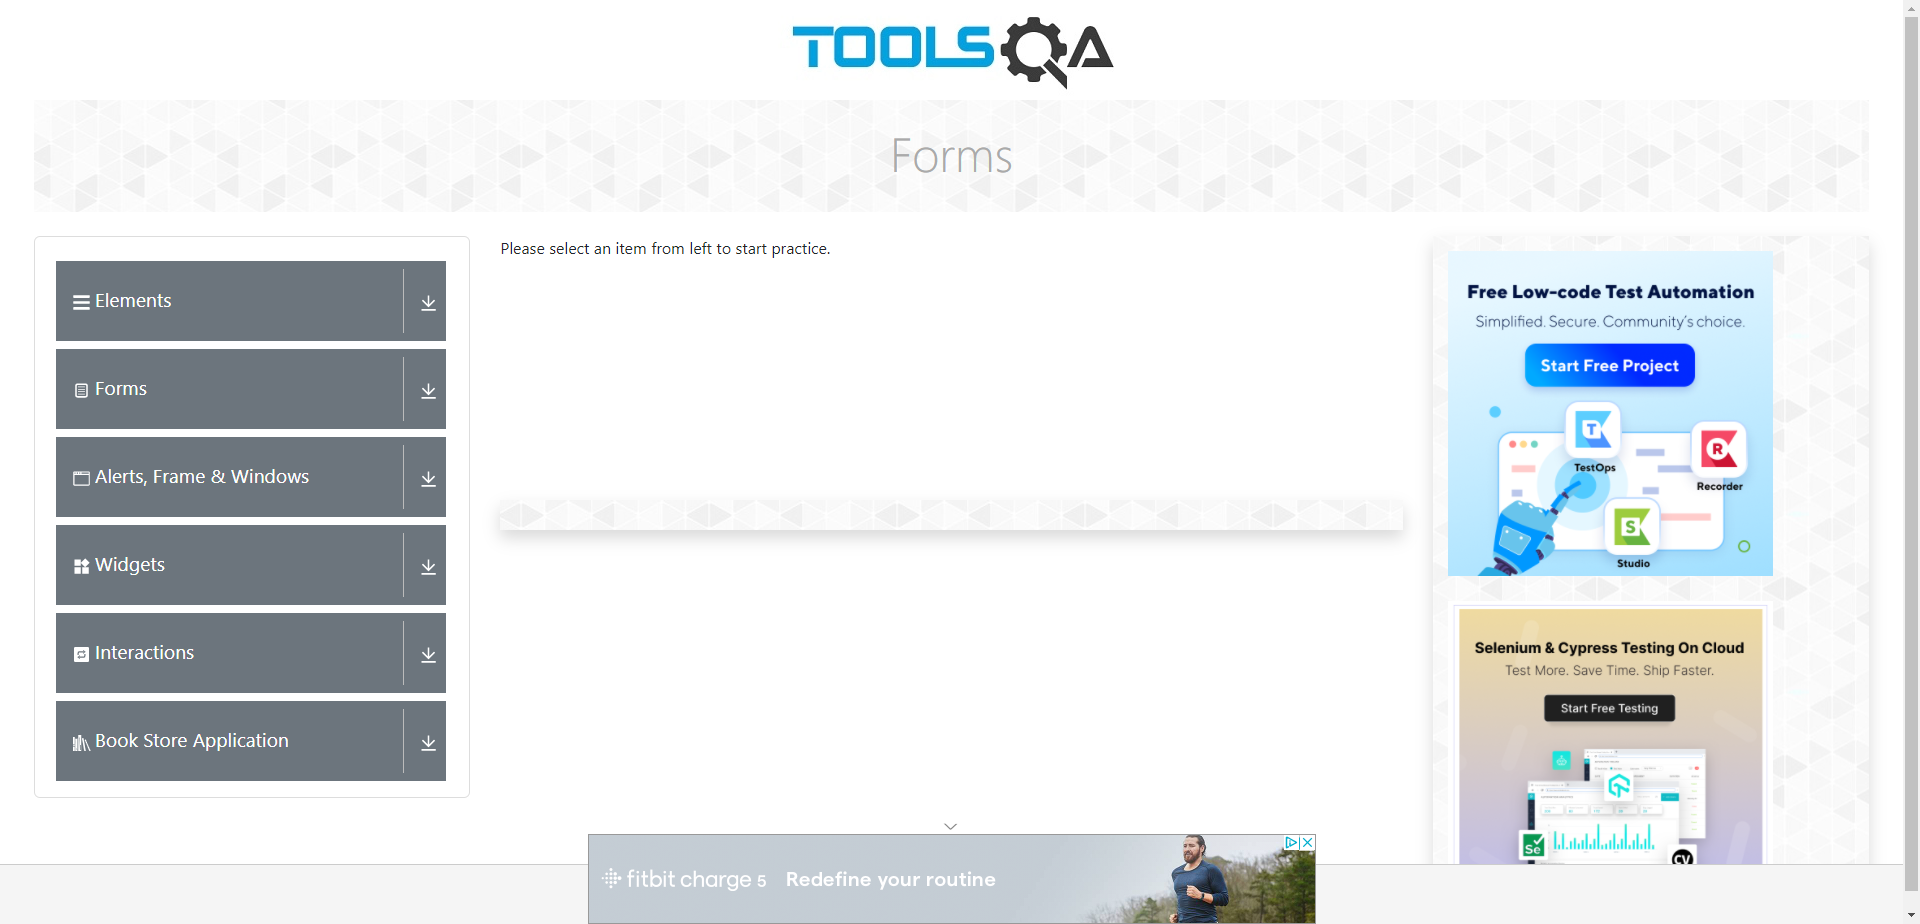 TOOLSQA
Forms
Elements
Forms
Alerts, Frame & Windows
Widgets
Interactions
Book Store Application
Please select an item from left to start practice.
Free Low-code Test Automation
Simplified. Secure. Community's choice.
Start Free Project
T
TestOps
R
Recorder
S
Studio
Selenium & Cypress Testing On Cloud
Test More. Save Time. Ship Faster.
Start Free Testing
Se
CV
fitbit charge 5 Redefine your routine